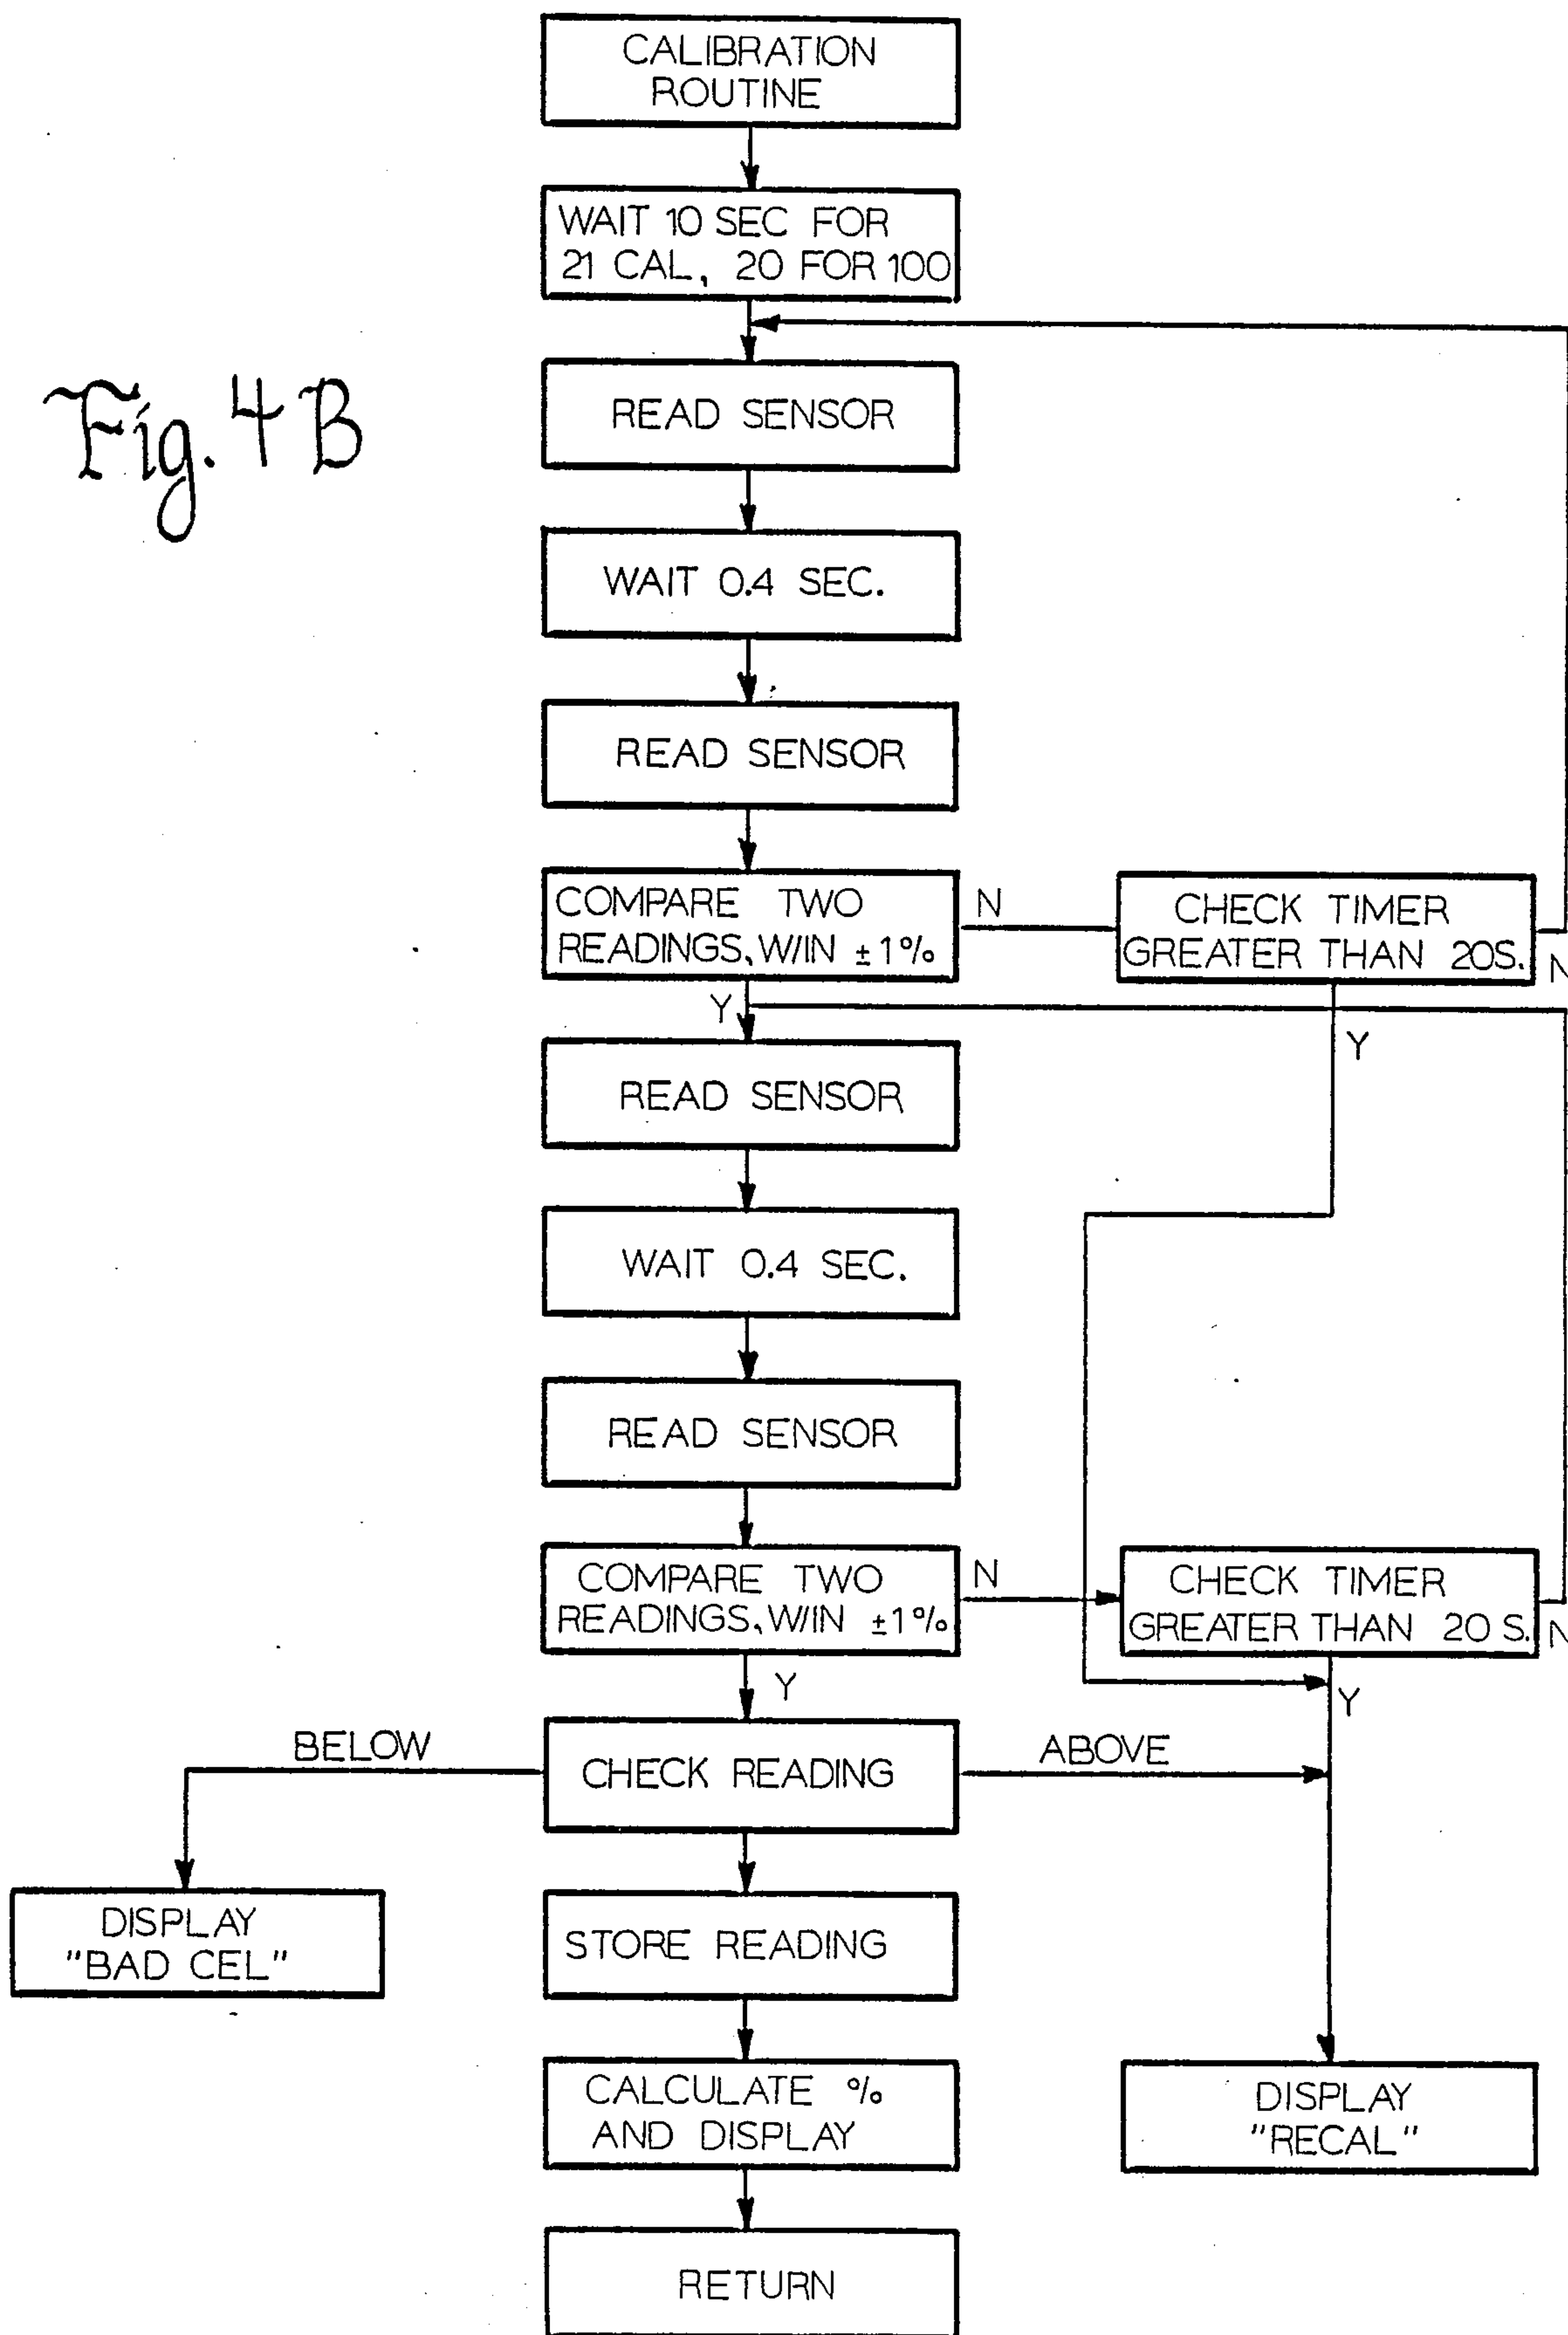 CALIBRATION
ROUTINE
WAIT 10 SEC FOR
21 CAL, 20 FOR 100
Fig. 4B
READ SENSOR
WAIT 0.4 SEC.
READ SENSOR
COMPARE TWO
READINGS, W/IN ±1%
N
CHECK TIMER
GREATER THAN 20S.
N
Y
Y
READ SENSOR
WAIT 0.4 SEC.
READ SENSOR
COMPARE TWO
READINGS, W/IN ±1%
N
CHECK TIMER
GREATER THAN 20 S.
N
Y
Y
BELOW
CHECK READING
ABOVE
DISPLAY
"BAD CEL"
STORE READING
CALCULATE %
AND DISPLAY
DISPLAY
"RECAL"
RETURN